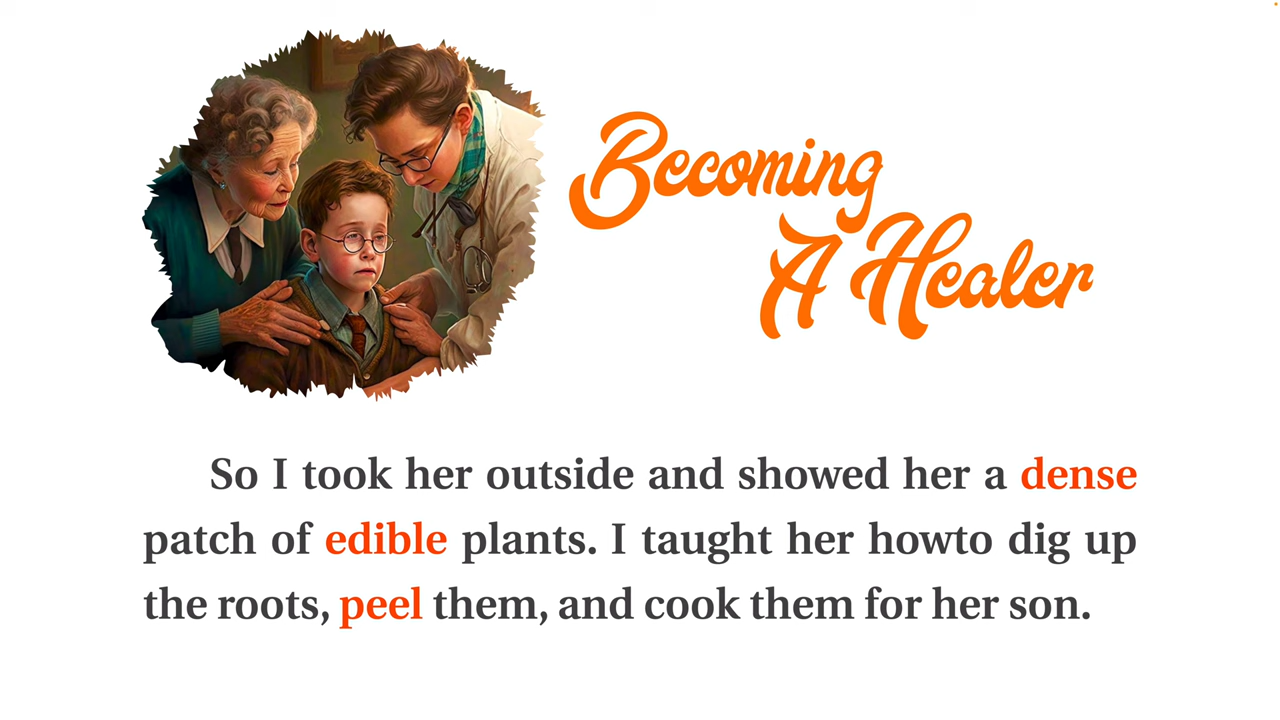 Becoming
A Healer
So I took her outside and showed her a dense
patch of edible plants. I taught her howto dig up
the roots, peel them, and cook them for her son.